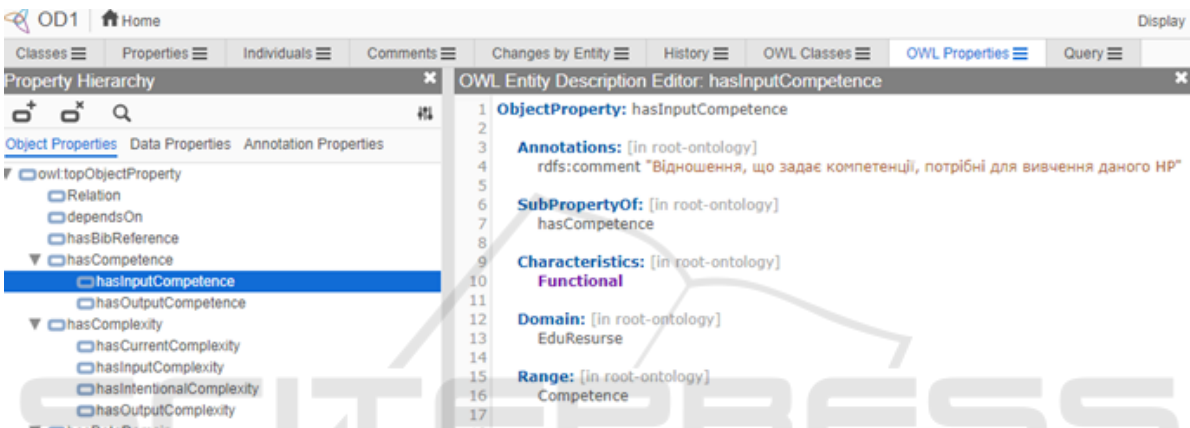 OD1 Home Display
Classes Properties Individuals Comments Changes by Entity History OWL Classes OWL Properties Query
Property Hierarchy
Object Properties Data Properties Annotation Properties
owl:topObjectProperty
Relation
dependsOn
hasBibReference
hasCompetence
hasInputCompetence
hasOutputCompetence
hasComplexity
hasCurrentComplexity
hasInputComplexity
hasIntentionalComplexity
hasOutputComplexity
OWL Entity Description Editor: hasInputCompetence
1 ObjectProperty: hasInputCompetence
2
3 Annotations: [in root-ontology]
4 rdfs:comment "Відношення, що задає компетенції, потрібні для вивчення даного НР"
5
6 SubPropertyOf: [in root-ontology]
7 hasCompetence
8
9 Characteristics: [in root-ontology]
10 Functional
11
12 Domain: [in root-ontology]
13 EduResurse
14
15 Range: [in root-ontology]
16 Competence
17
SCITEPRESS